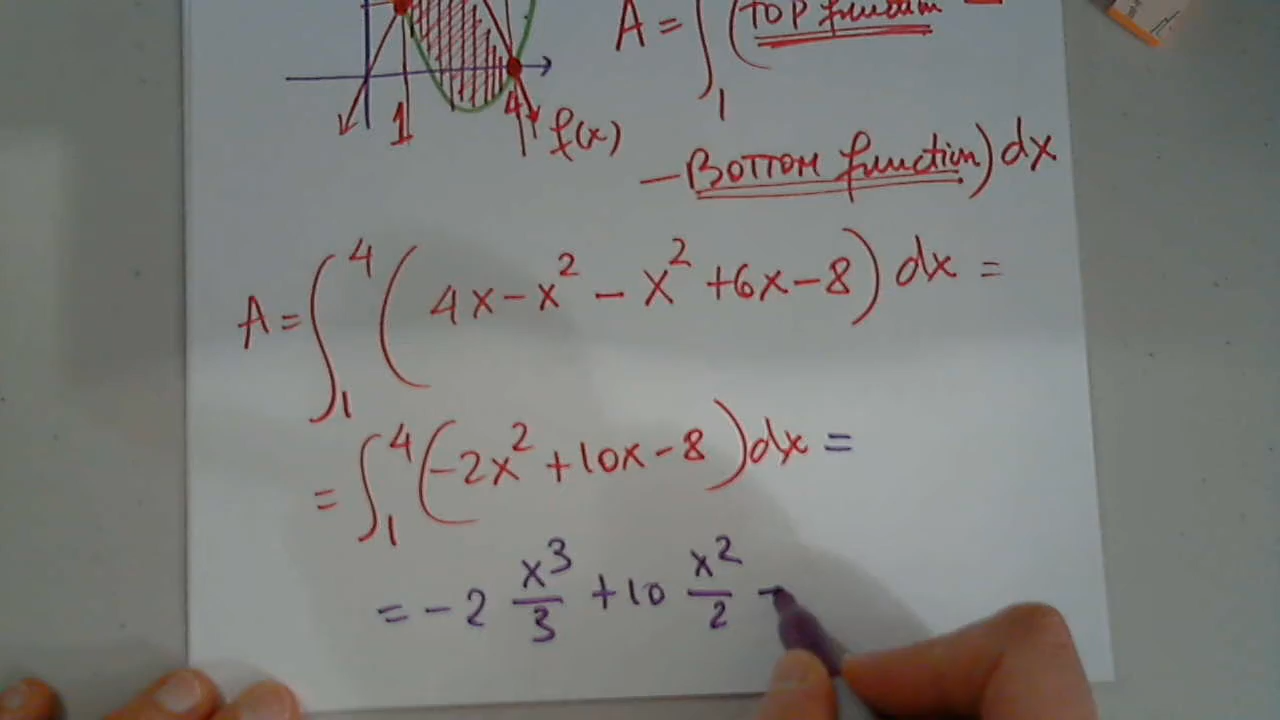 A = ∫₁ (TOP function −
1 4 f(x)
− BOTTOM function) dx
A = ∫₁⁴ (4x − x² − x² + 6x − 8) dx =
= ∫₁⁴ (−2x² + 10x − 8) dx =
= −2 x³/3 + 10 x²/2 −